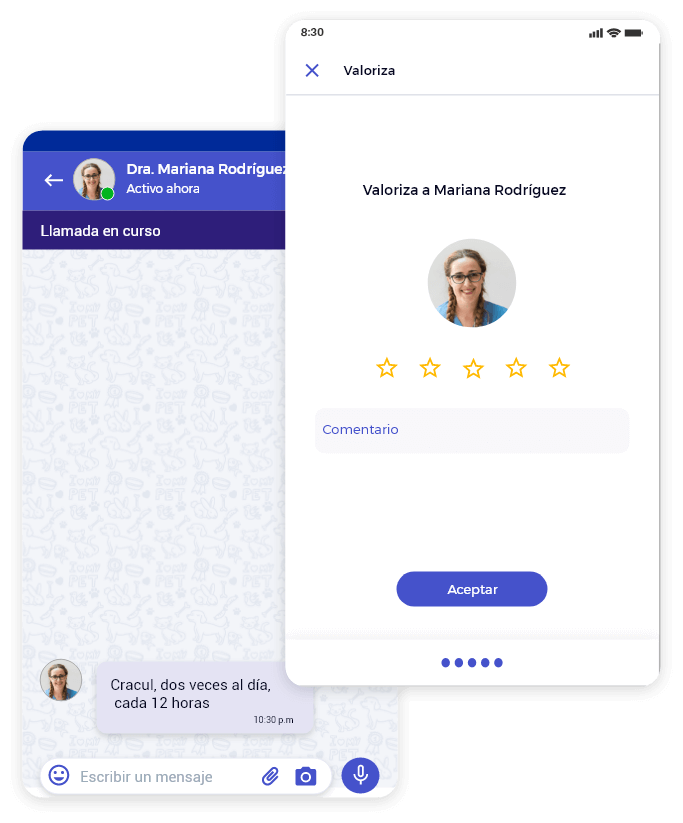 8:30
Valoriza
Valoriza a Mariana Rodríguez
Comentario
Aceptar
Dra. Mariana Rodríguez
Activo ahora
Llamada en curso
Cracul, dos veces al día,
cada 12 horas
10:30 p.m
Escribir un mensaje